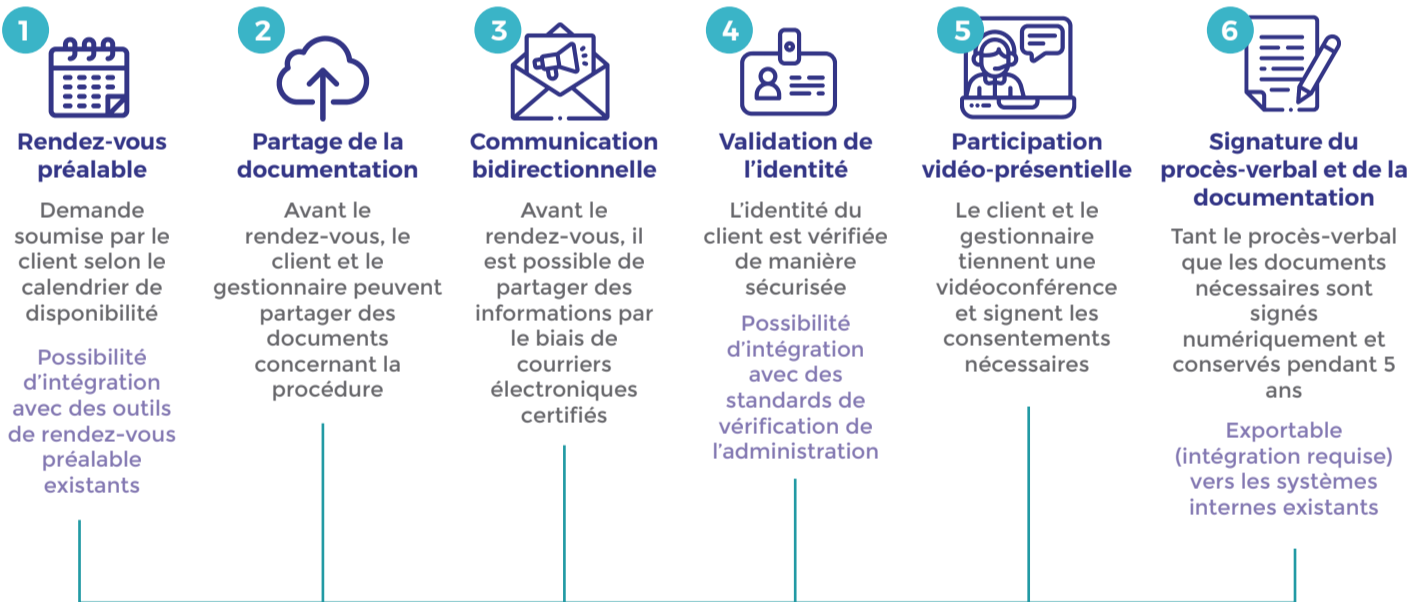 1
Rendez-vous
préalable
Demande
soumise par le
client selon le
calendrier de
disponibilité
Possibilité
d’intégration
avec des outils
de rendez-vous
préalable
existants
2
Partage de la
documentation
Avant le
rendez-vous, le
client et le
gestionnaire peuvent
partager des
documents
concernant la
procédure
3
Communication
bidirectionnelle
Avant le
rendez-vous, il
est possible de
partager des
informations par
le biais de
courriers
électroniques
certifiés
4
Validation de
l’identité
L’identité du
client est vérifiée
de manière
sécurisée
Possibilité
d’intégration
avec des
standards de
vérification de
l’administration
5
Participation
vidéo-présentielle
Le client et le
gestionnaire
tiennent une
vidéoconférence
et signent les
consentements
nécessaires
6
Signature du
procès-verbal et de la
documentation
Tant le procès-verbal
que les documents
nécessaires sont
signés
numériquement et
conservés pendant 5
ans
Exportable
(intégration requise)
vers les systèmes
internes existants